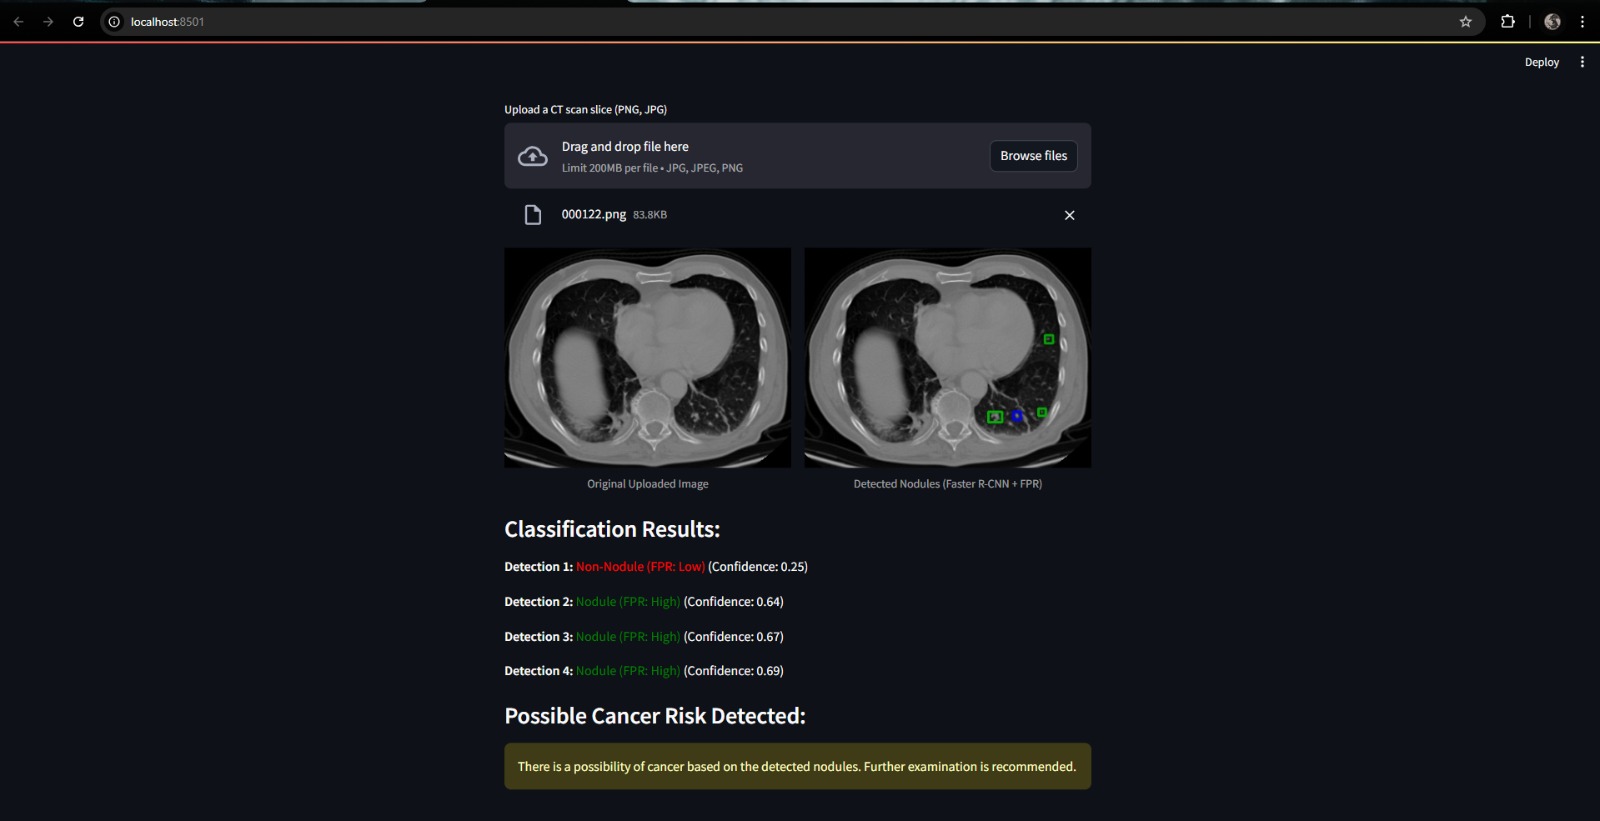 localhost:8501
Deploy
Upload a CT scan slice (PNG, JPG)
Drag and drop file here
Limit 200MB per file • JPG, JPEG, PNG
Browse files
000122.png 83.8KB
Original Uploaded Image
Detected Nodules (Faster R-CNN + FPR)
Classification Results:
Detection 1: Non-Nodule (FPR: Low) (Confidence: 0.25)
Detection 2: Nodule (FPR: High) (Confidence: 0.64)
Detection 3: Nodule (FPR: High) (Confidence: 0.67)
Detection 4: Nodule (FPR: High) (Confidence: 0.69)
Possible Cancer Risk Detected:
There is a possibility of cancer based on the detected nodules. Further examination is recommended.